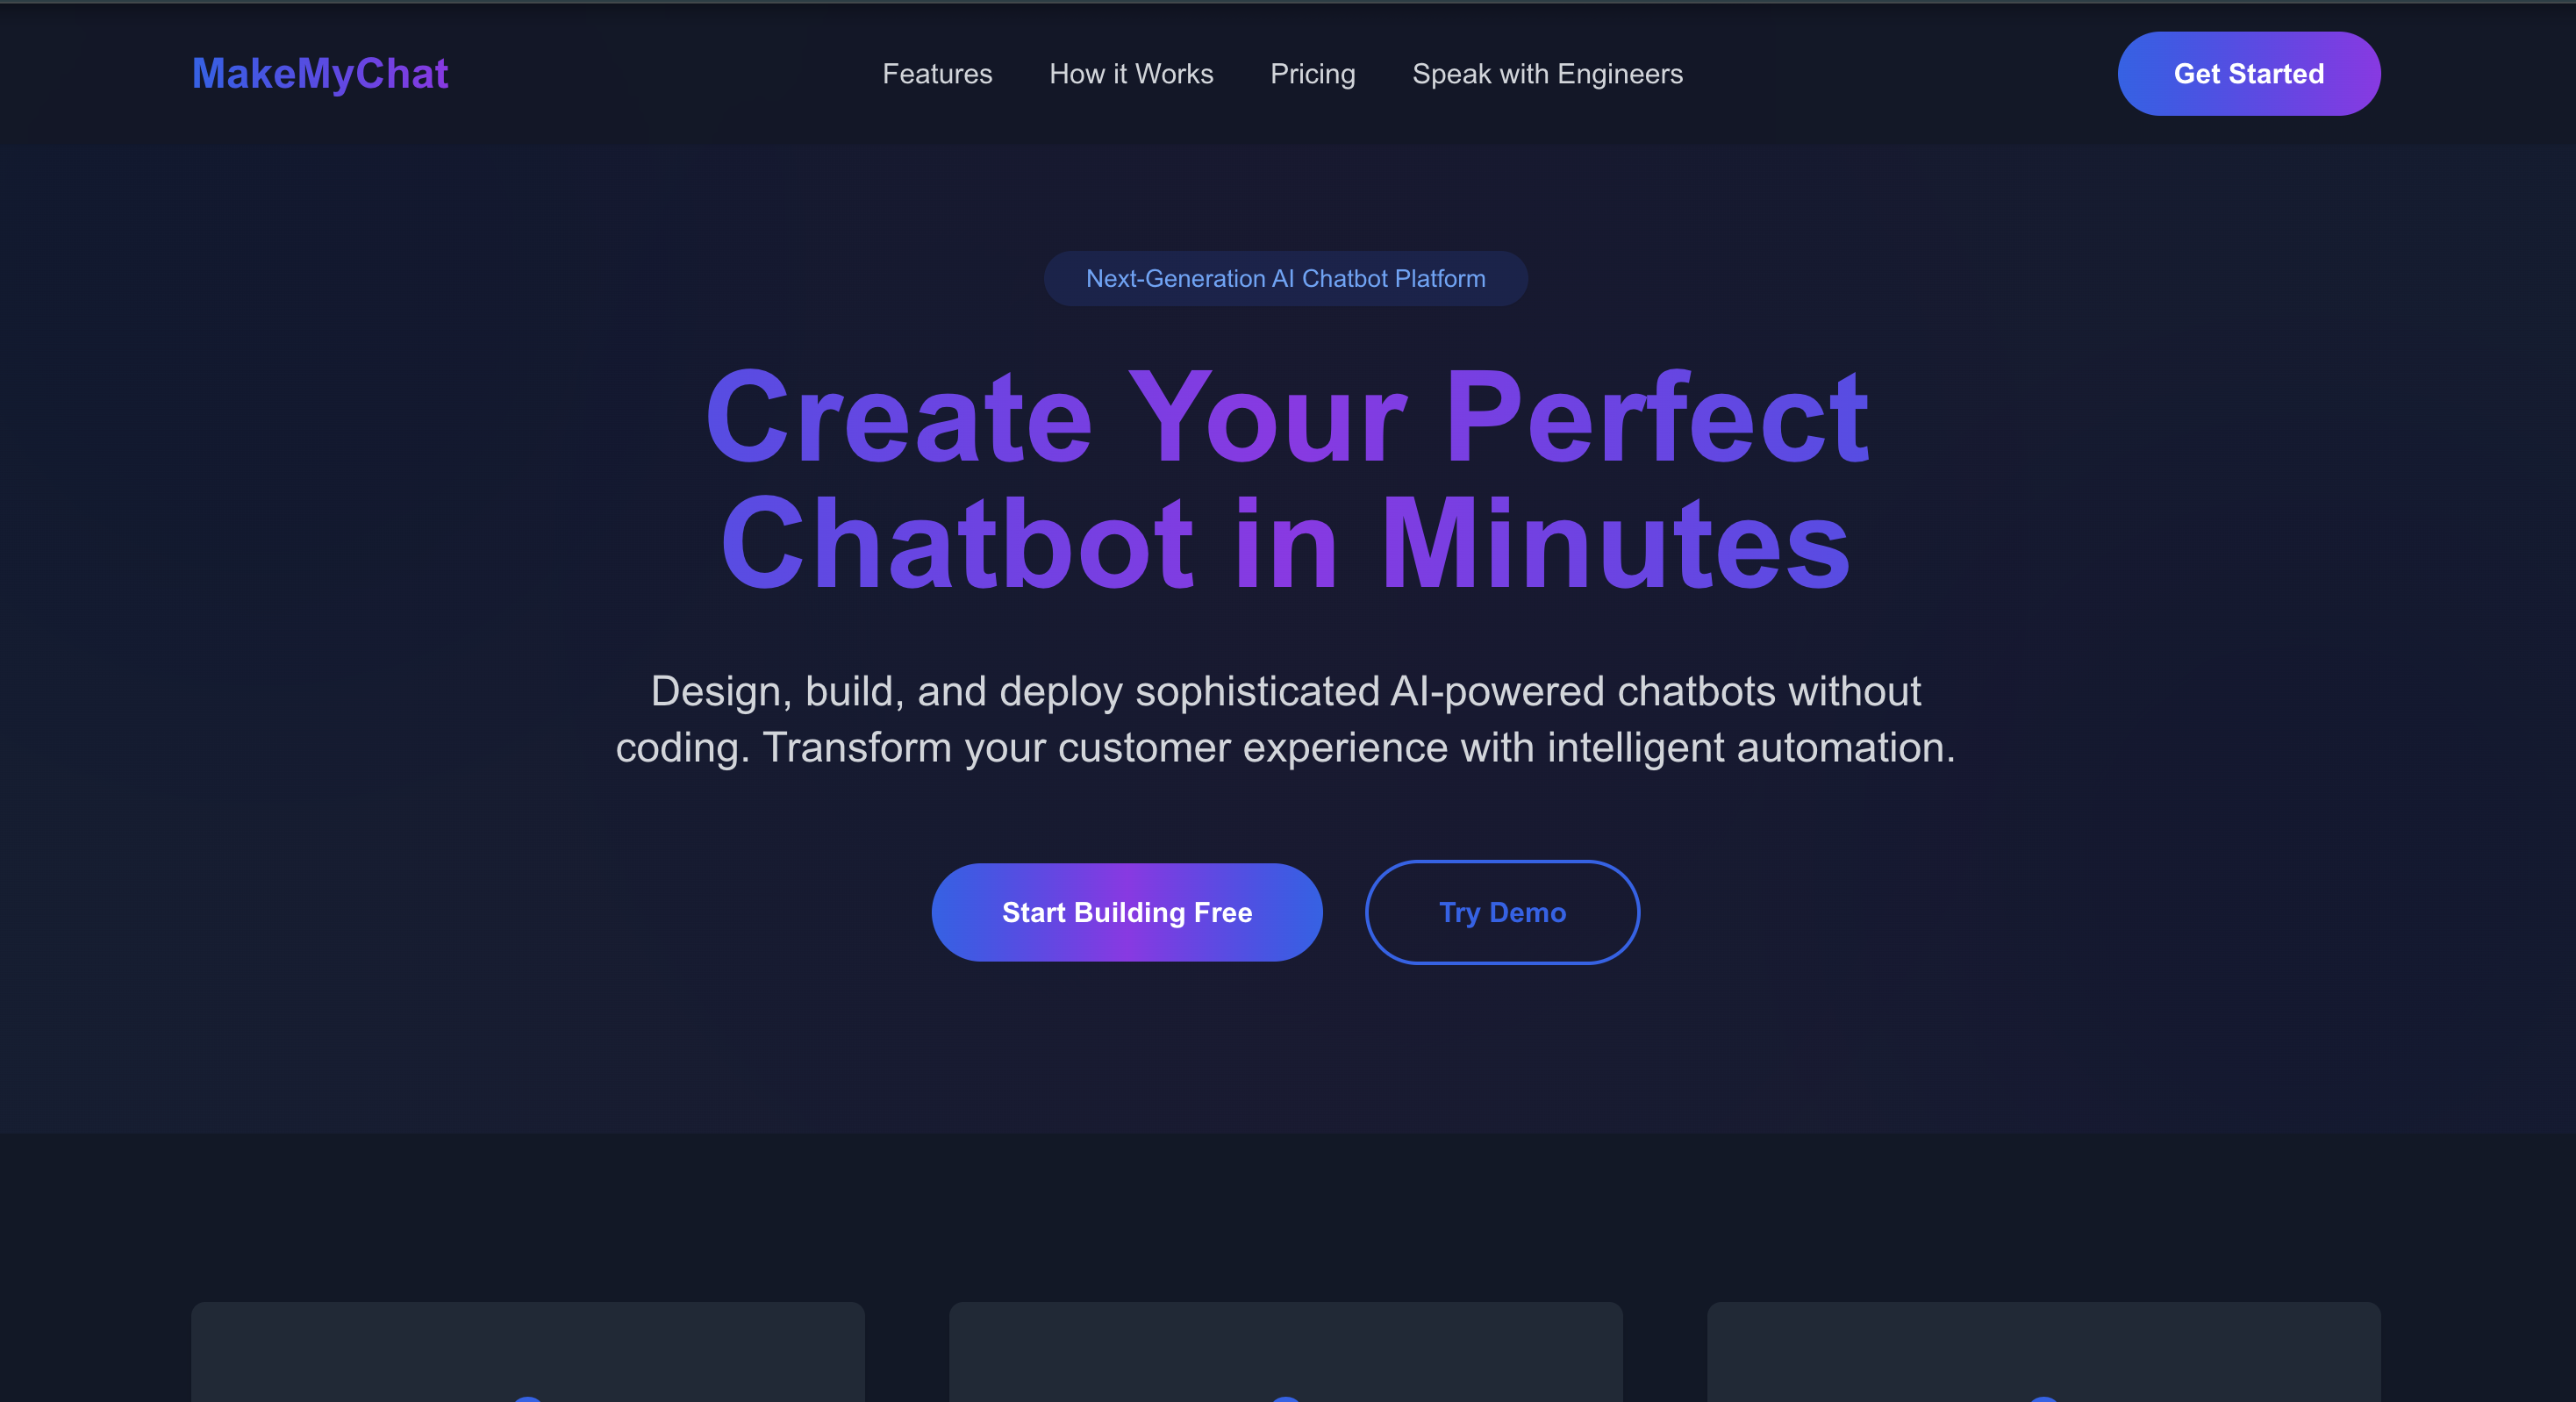 MakeMyChat
Features
How it Works
Pricing
Speak with Engineers
Get Started
Next-Generation AI Chatbot Platform
Create Your Perfect
Chatbot in Minutes
Design, build, and deploy sophisticated AI-powered chatbots without
coding. Transform your customer experience with intelligent automation.
Start Building Free
Try Demo